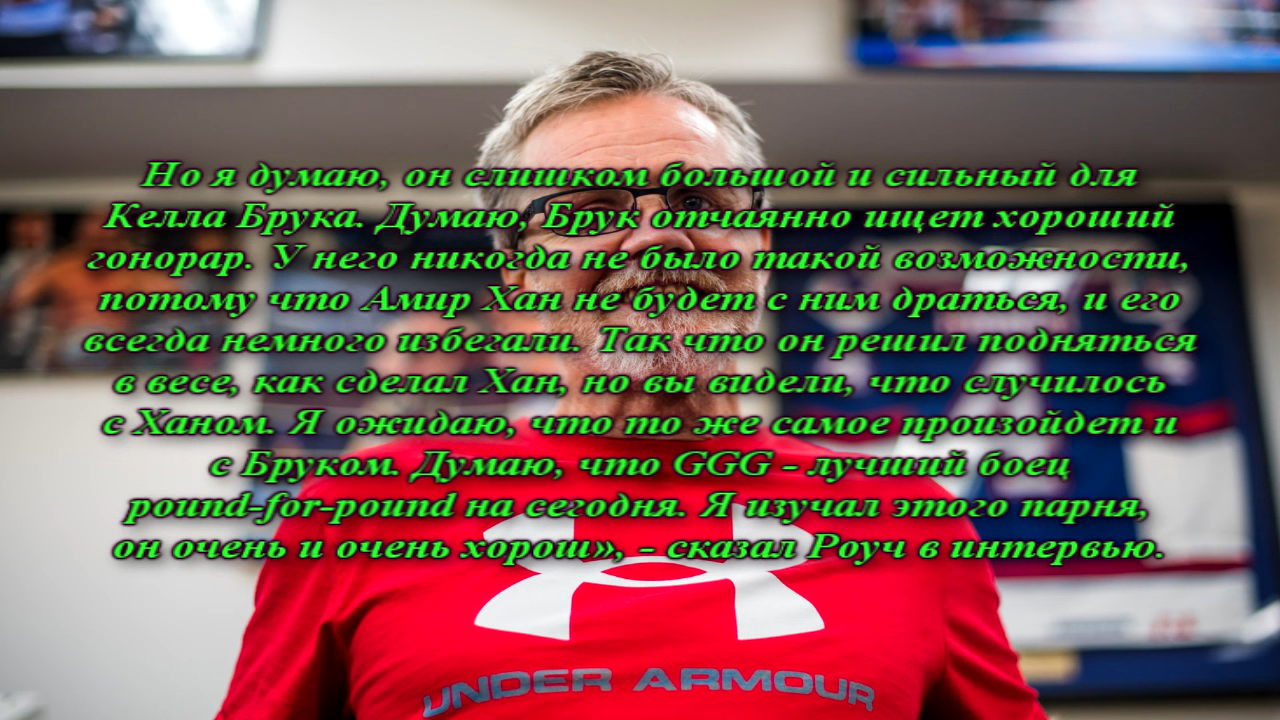 Но я думаю, он слишком большой и сильный для
Келла Брука. Думаю, Брук отчаянно ищет хороший
гонорар. У него никогда не было такой возможности,
потому что Амир Хан не будет с ним драться, и его
всегда немного избегали. Так что он решил подняться
в весе, как сделал Хан, но вы видели, что случилось
с Ханом. Я ожидаю, что то же самое произойдет и
с Бруком. Думаю, что GGG - лучший боец
pound-for-pound на сегодня. Я изучал этого парня,
он очень и очень хорош», - сказал Роуч в интервью.
UNDER ARMOUR